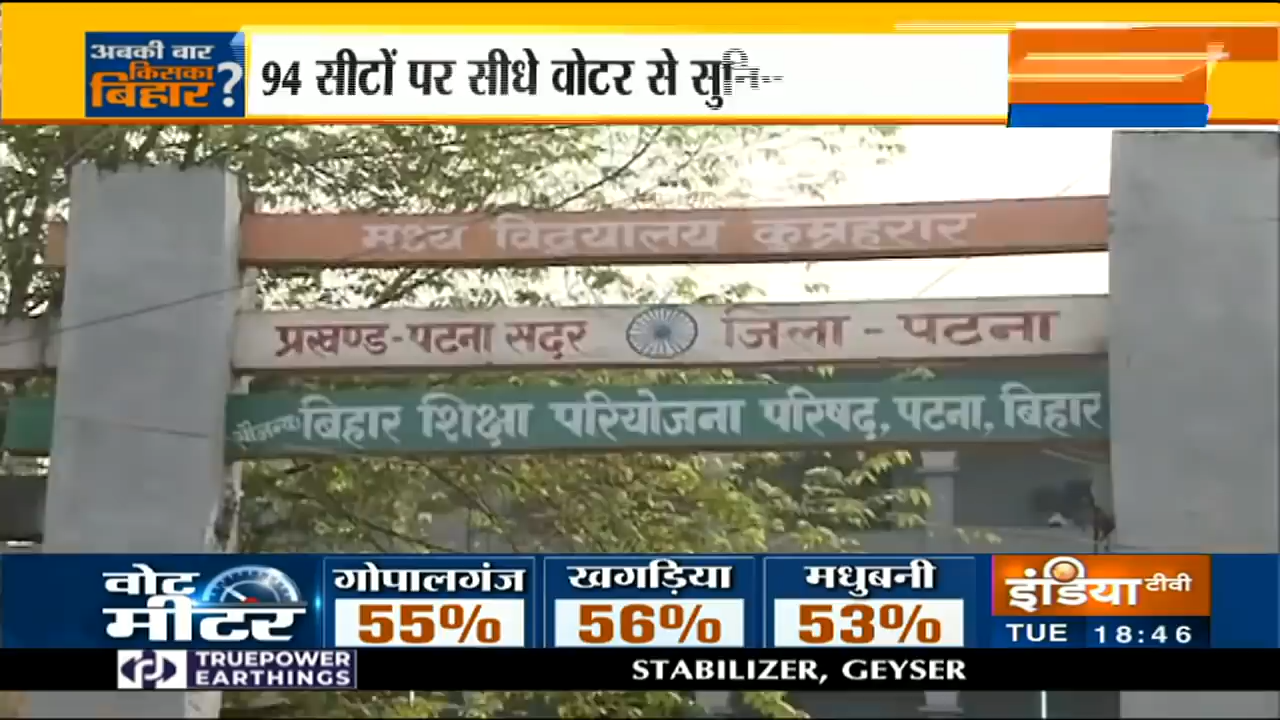 अबकी बार
किसका
बिहार?
94 सीटों पर सीधे वोटर से सुनि--
मध्य विद्यालय कुम्रहरार
प्रखण्ड-पटना सदर जिला - पटना
बिहार शिक्षा परियोजना परिषद्, पटना, बिहार
वोट
मीटर
गोपालगंज
55%
खगड़िया
56%
मधुबनी
53%
इंडिया टीवी
TUE 18:46
TRUEPOWER
EARTHINGS
STABILIZER, GEYSER